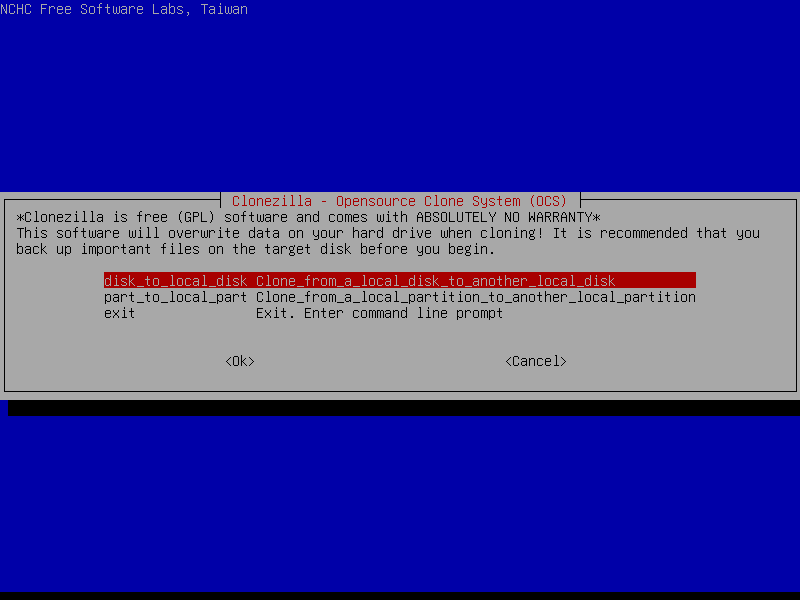 NCHC Free Software Labs, Taiwan
Clonezilla - Opensource Clone System (OCS)
*Clonezilla is free (GPL) software and comes with ABSOLUTELY NO WARRANTY*
This software will overwrite data on your hard drive when cloning! It is recommended that you
back up important files on the target disk before you begin.
disk_to_local_disk Clone_from_a_local_disk_to_another_local_disk
part_to_local_part Clone_from_a_local_partition_to_another_local_partition
exit Exit. Enter command line prompt
<Ok> <Cancel>